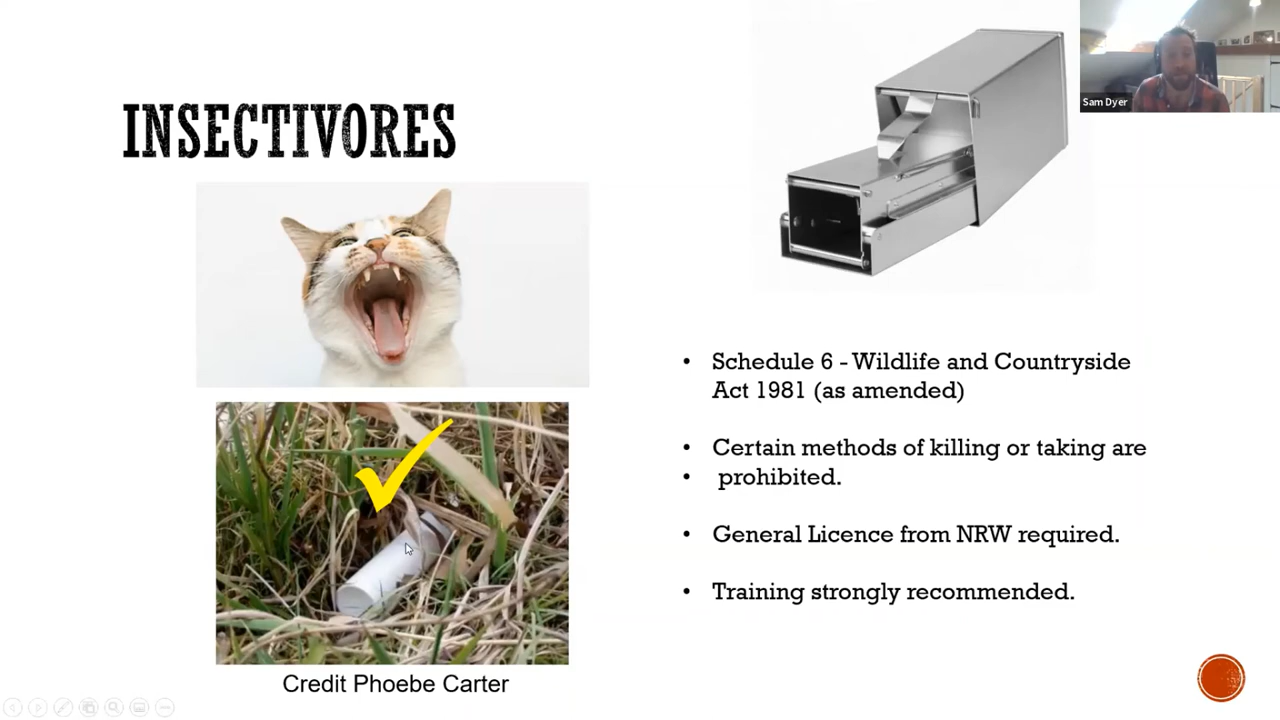 INSECTIVORES
Sam Dyer
• Schedule 6 - Wildlife and Countryside
Act 1981 (as amended)
• Certain methods of killing or taking are
• prohibited.
• General Licence from NRW required.
• Training strongly recommended.
Credit Phoebe Carter